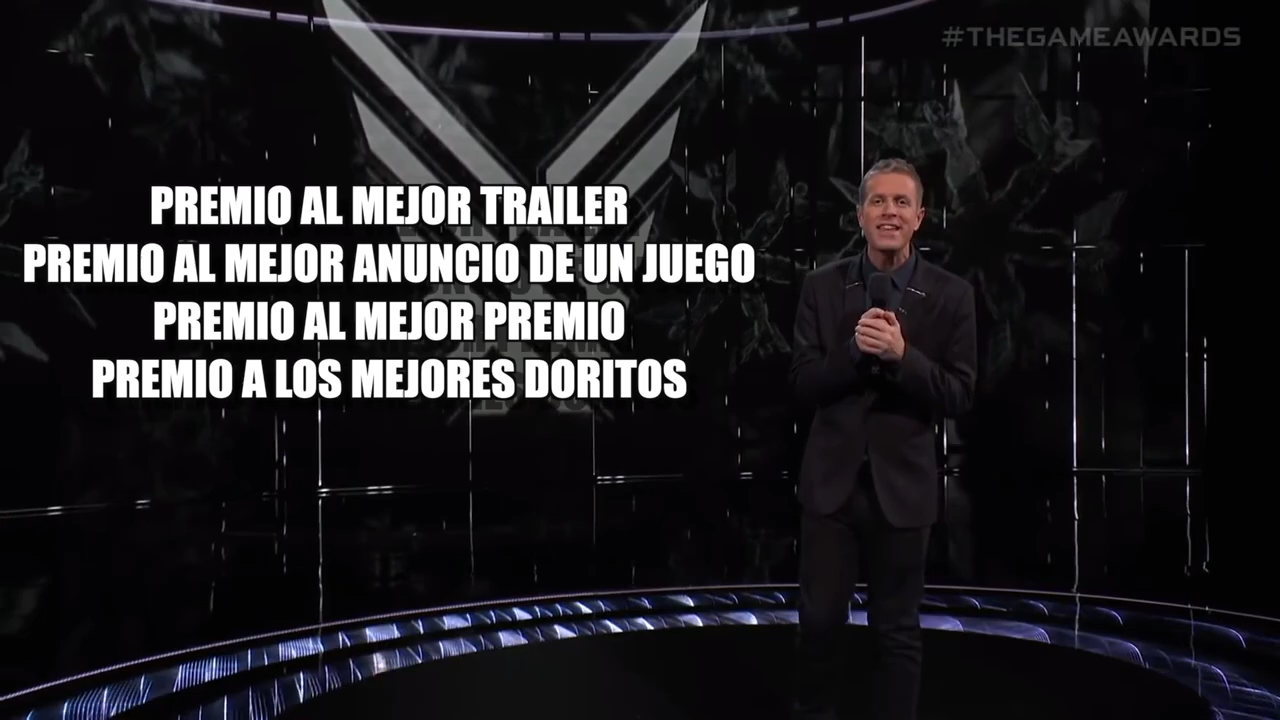 #THEGAMEAWARDS
PREMIO AL MEJOR TRAILER
PREMIO AL MEJOR ANUNCIO DE UN JUEGO
PREMIO AL MEJOR PREMIO
PREMIO A LOS MEJORES DORITOS